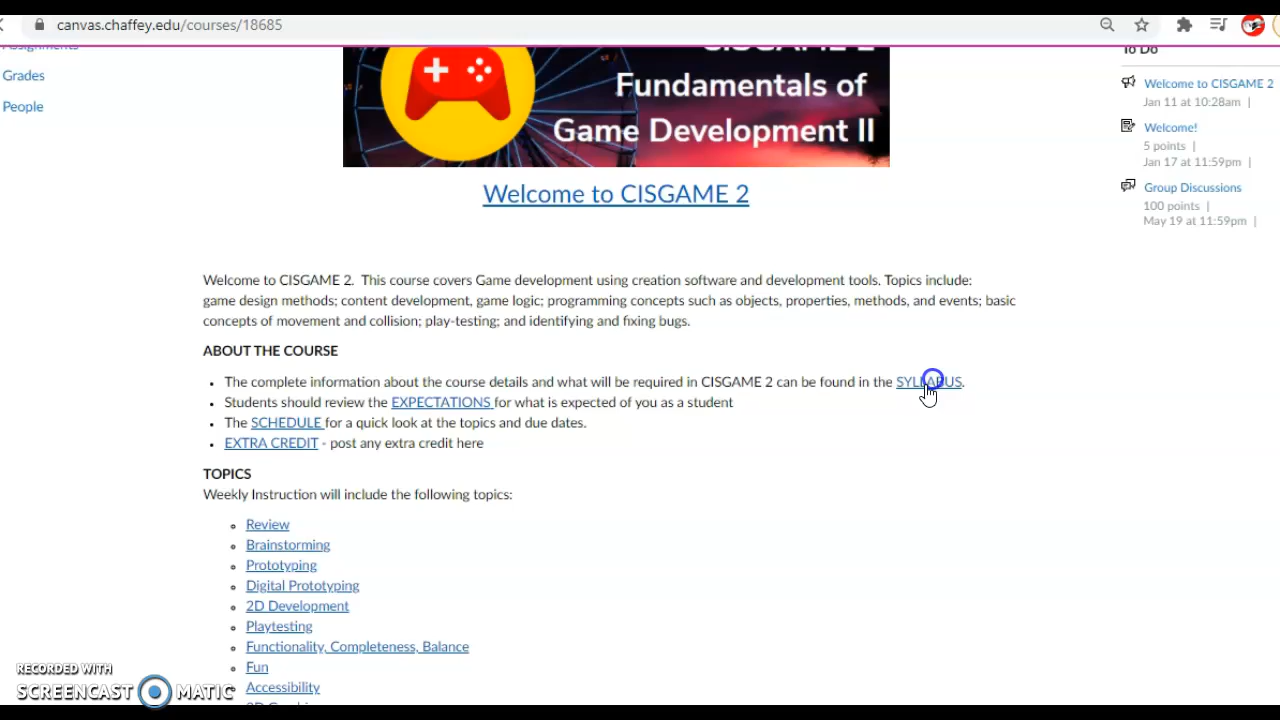 canvas.chaffey.edu/courses/18685
Assignments
Grades
People
CISGAME 2
Fundamentals of
Game Development II
Welcome to CISGAME 2
To Do
Welcome to CISGAME 2
Jan 11 at 10:28am |
Welcome!
5 points |
Jan 17 at 11:59pm |
Group Discussions
100 points |
May 19 at 11:59pm |
Welcome to CISGAME 2. This course covers Game development using creation software and development tools. Topics include:
game design methods; content development, game logic; programming concepts such as objects, properties, methods, and events; basic
concepts of movement and collision; play-testing; and identifying and fixing bugs.
ABOUT THE COURSE
The complete information about the course details and what will be required in CISGAME 2 can be found in the SYLLABUS.
Students should review the EXPECTATIONS for what is expected of you as a student
The SCHEDULE for a quick look at the topics and due dates.
EXTRA CREDIT - post any extra credit here
TOPICS
Weekly Instruction will include the following topics:
Review
Brainstorming
Prototyping
Digital Prototyping
2D Development
Playtesting
Functionality, Completeness, Balance
Fun
Accessibility
RECORDED WITH
SCREENCAST MATIC